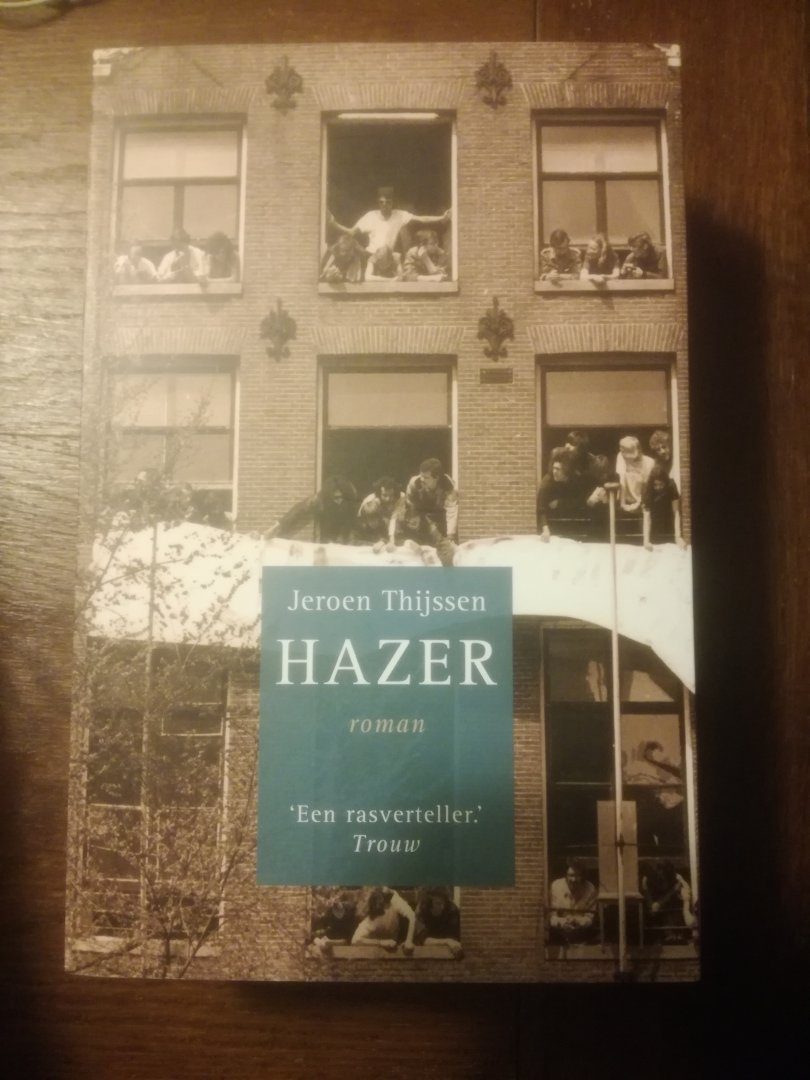 Jeroen Thijssen
HAZER
roman
‘Een rasverteller.’
Trouw